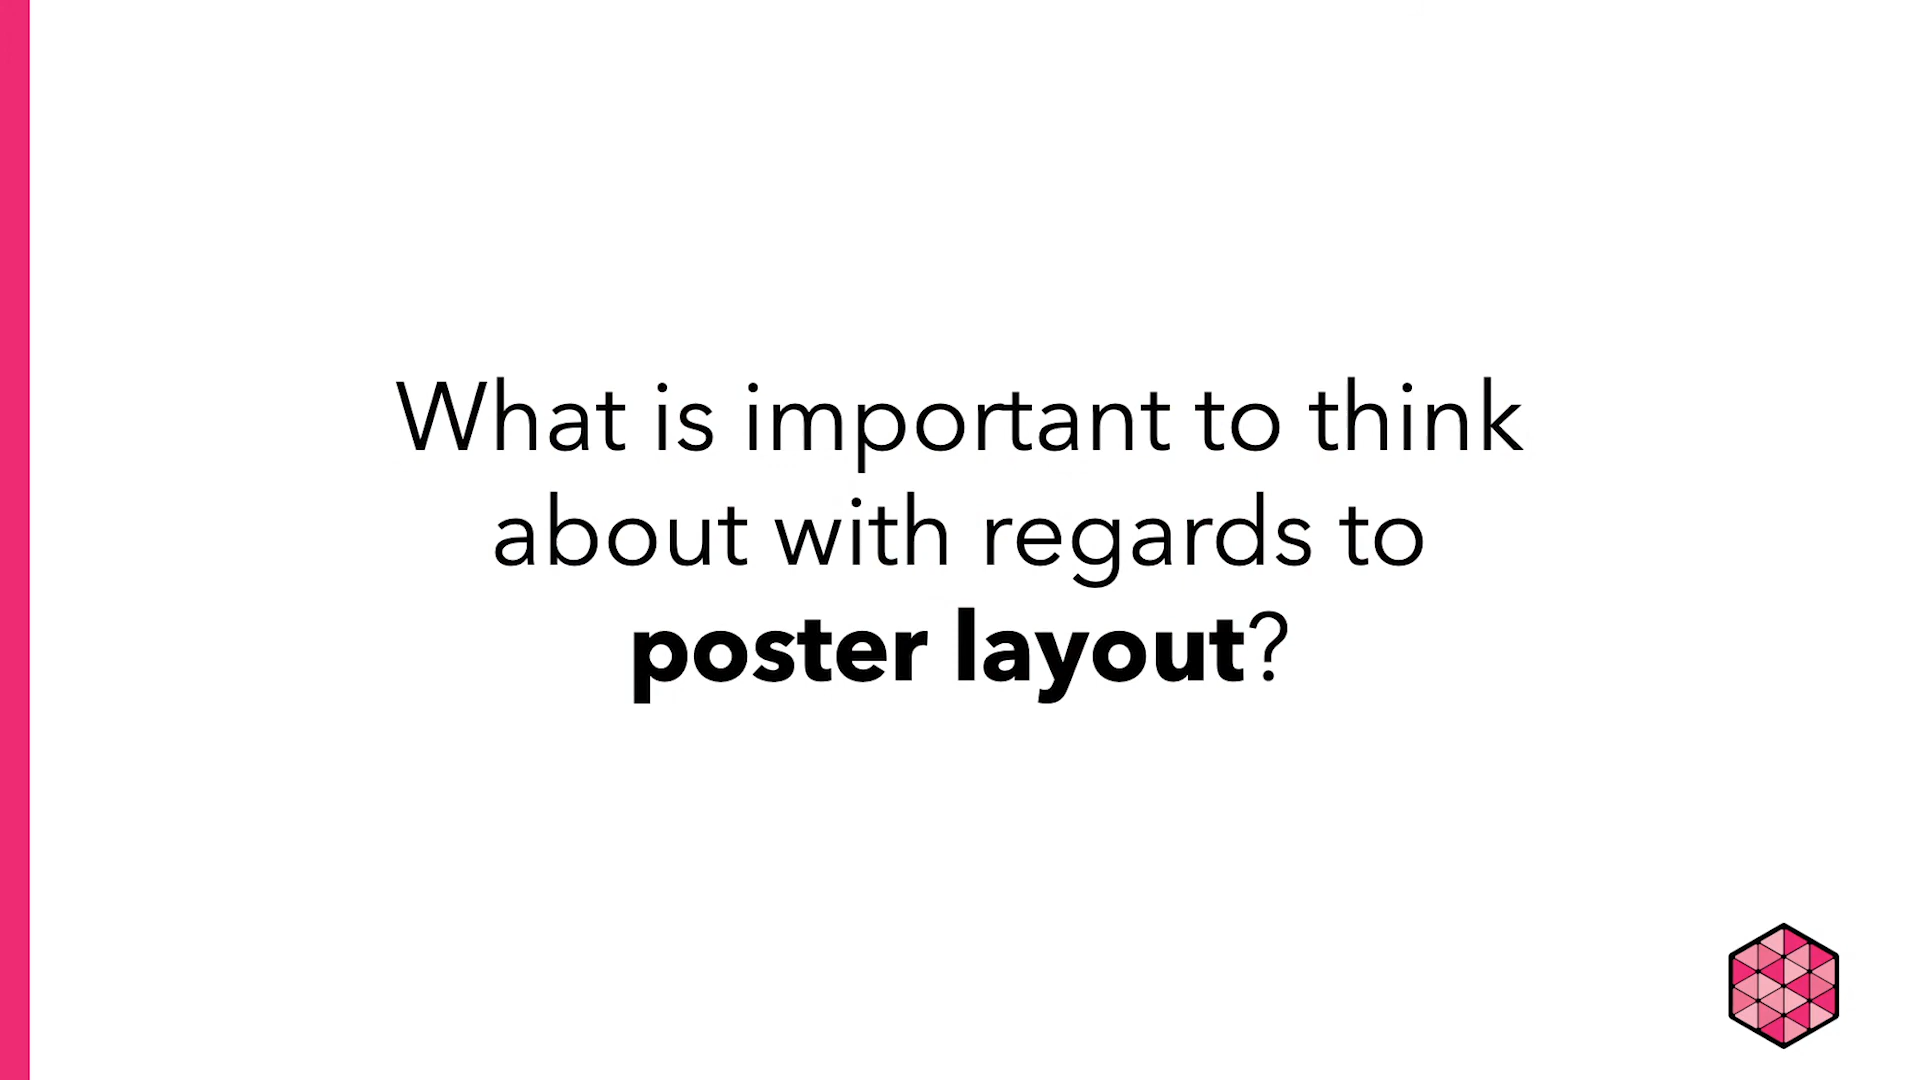 What is important to think
about with regards to
poster layout?